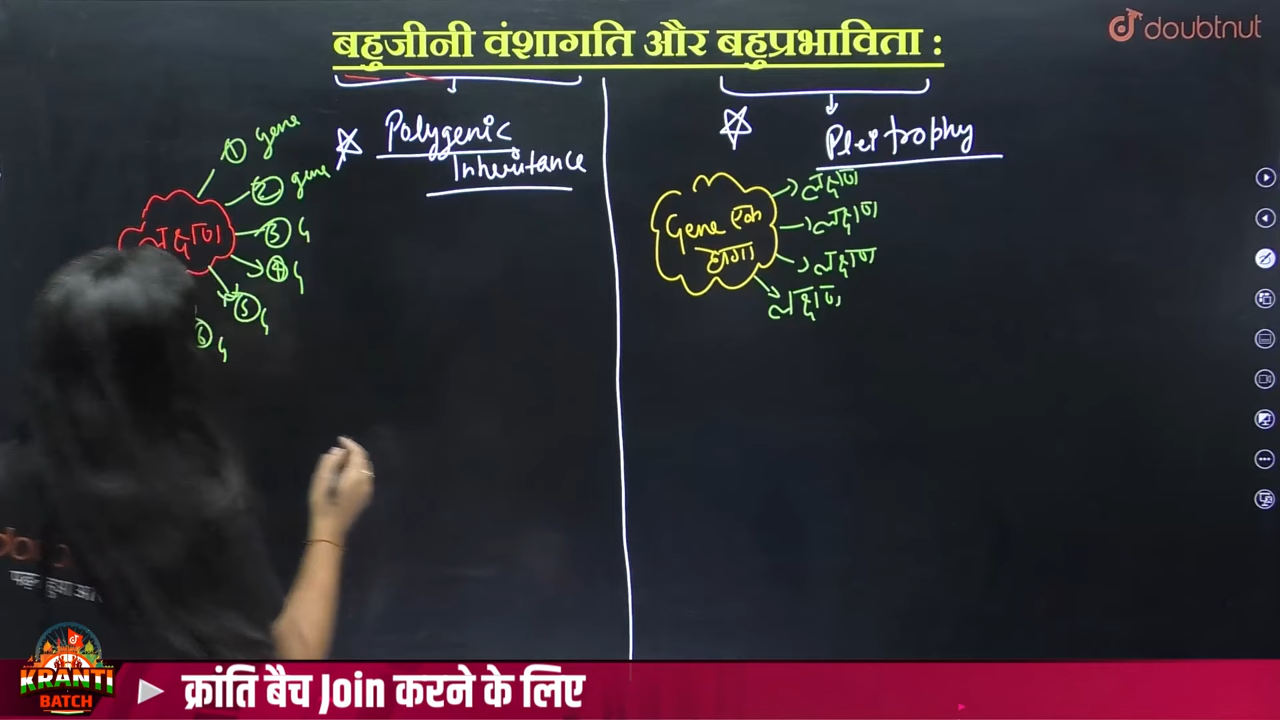 बहुजीनी वंशागति और बहुप्रभाविता :
doubtnut
Polygenic
Inheritance
① gene
② gene
③ G
④ G
⑤ G
⑥ G
लक्षण
Pleitrophy
Gene एक
होगा
लक्षण
लक्षण
लक्षण
लक्षण
KRANTI
BATCH
क्रांति बैच Join करने के लिए